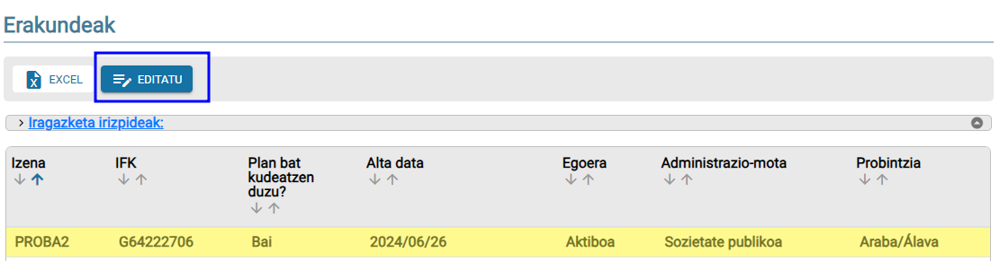 Erakundeak
EXCEL EDITATU
Iragazketa irizpideak:
Izena IFK Plan bat kudeatzen duzu? Alta data Egoera Administrazio-mota Probintzia
PROBA2 G64222706 Bai 2024/06/26 Aktiboa Sozietate publikoa Araba/Álava